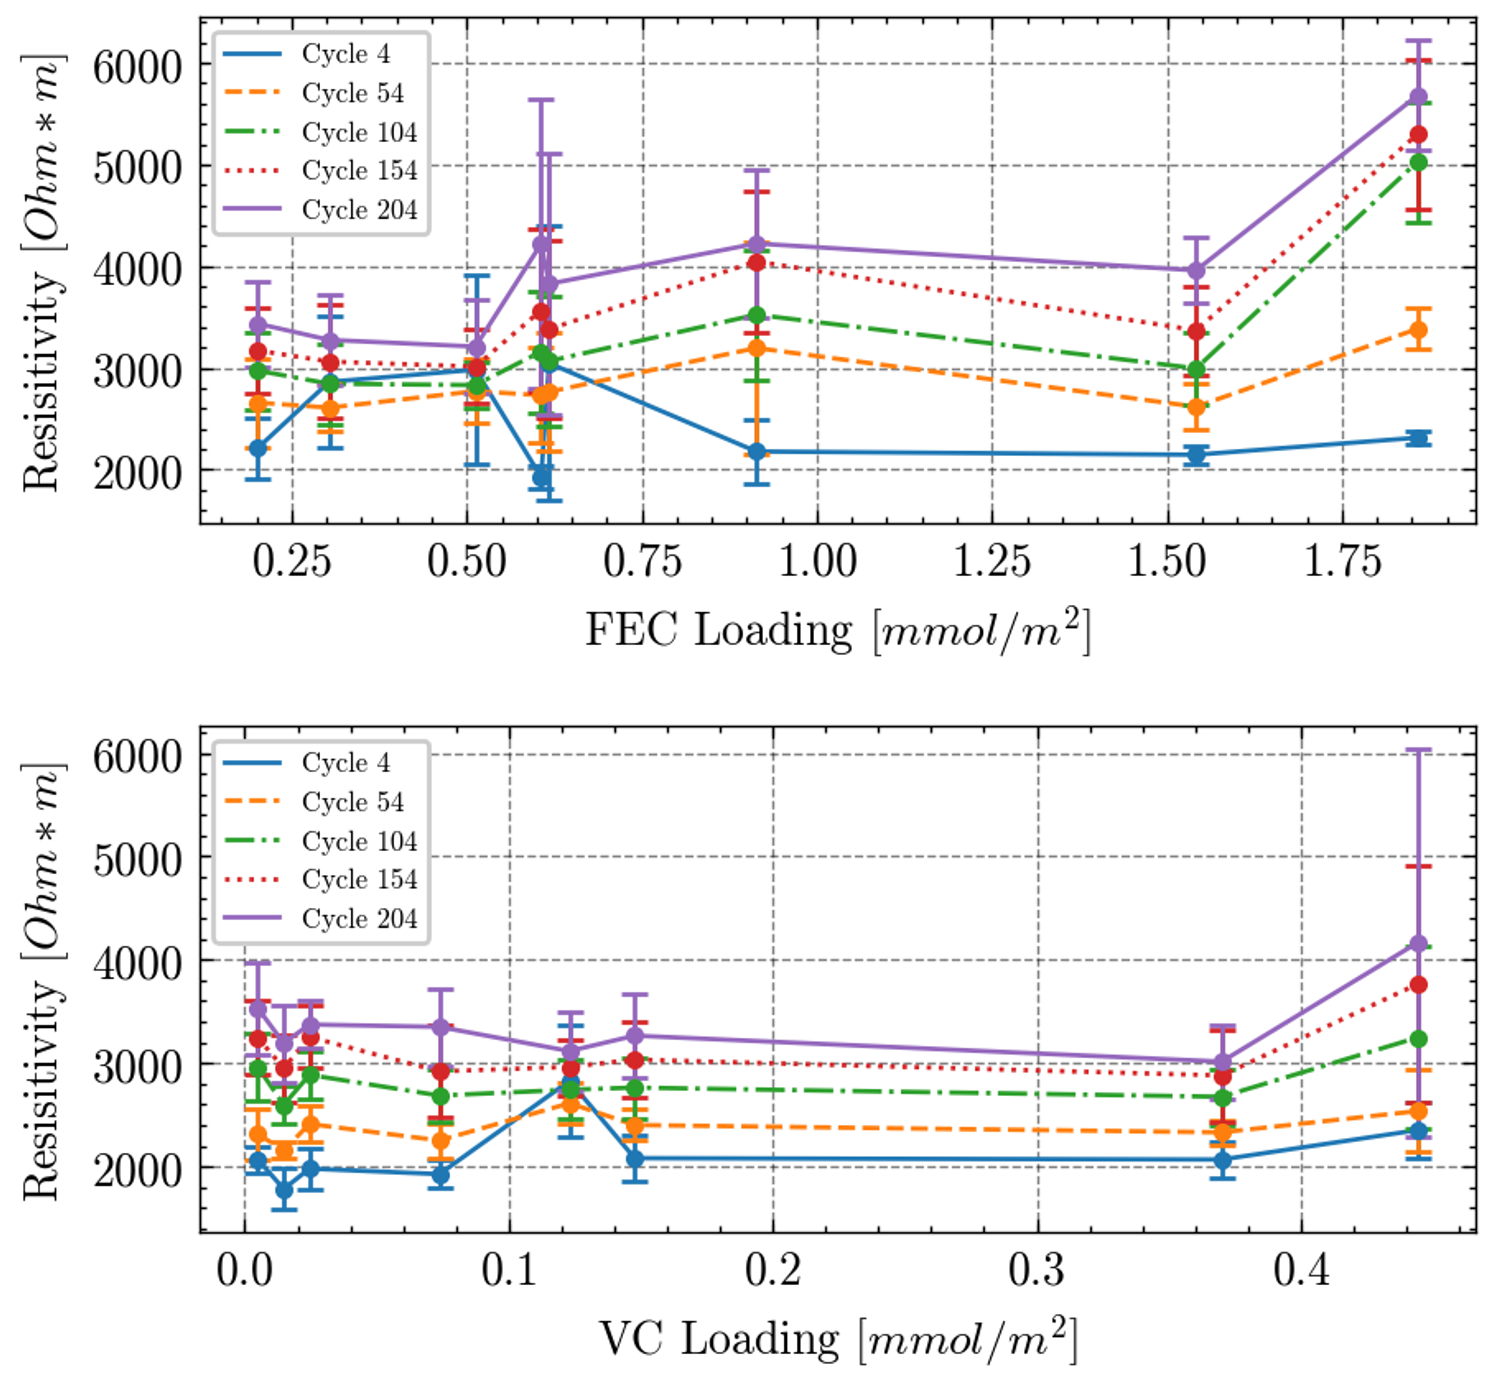 Resisitivity [Ohm∗m]
6000
5000
4000
3000
2000
Cycle 4
Cycle 54
Cycle 104
Cycle 154
Cycle 204
0.25 0.50 0.75 1.00 1.25 1.50 1.75
FEC Loading [mmol/m²]
Resisitivity [Ohm∗m]
6000
5000
4000
3000
2000
Cycle 4
Cycle 54
Cycle 104
Cycle 154
Cycle 204
0.0 0.1 0.2 0.3 0.4
VC Loading [mmol/m²]